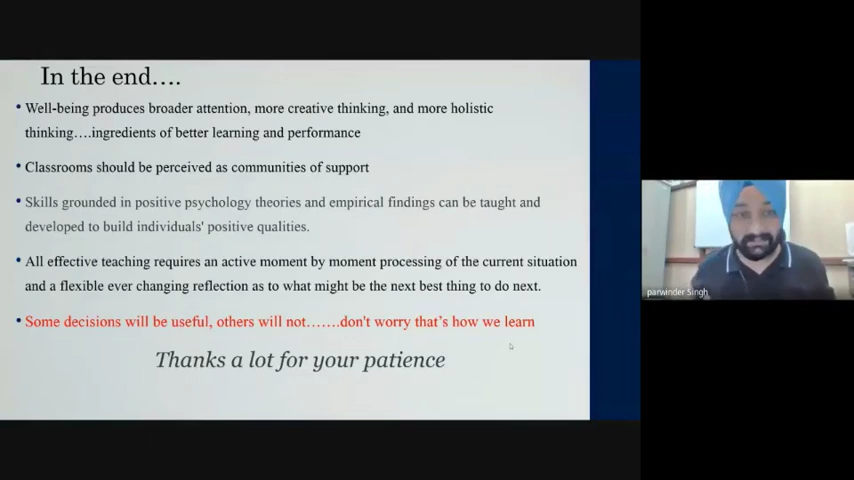 In the end….
• Well-being produces broader attention, more creative thinking, and more holistic
thinking….ingredients of better learning and performance
• Classrooms should be perceived as communities of support
• Skills grounded in positive psychology theories and empirical findings can be taught and
developed to build individuals' positive qualities.
• All effective teaching requires an active moment by moment processing of the current situation
and a flexible ever changing reflection as to what might be the next best thing to do next.
• Some decisions will be useful, others will not…….don't worry that’s how we learn
Thanks a lot for your patience
parwinder Singh